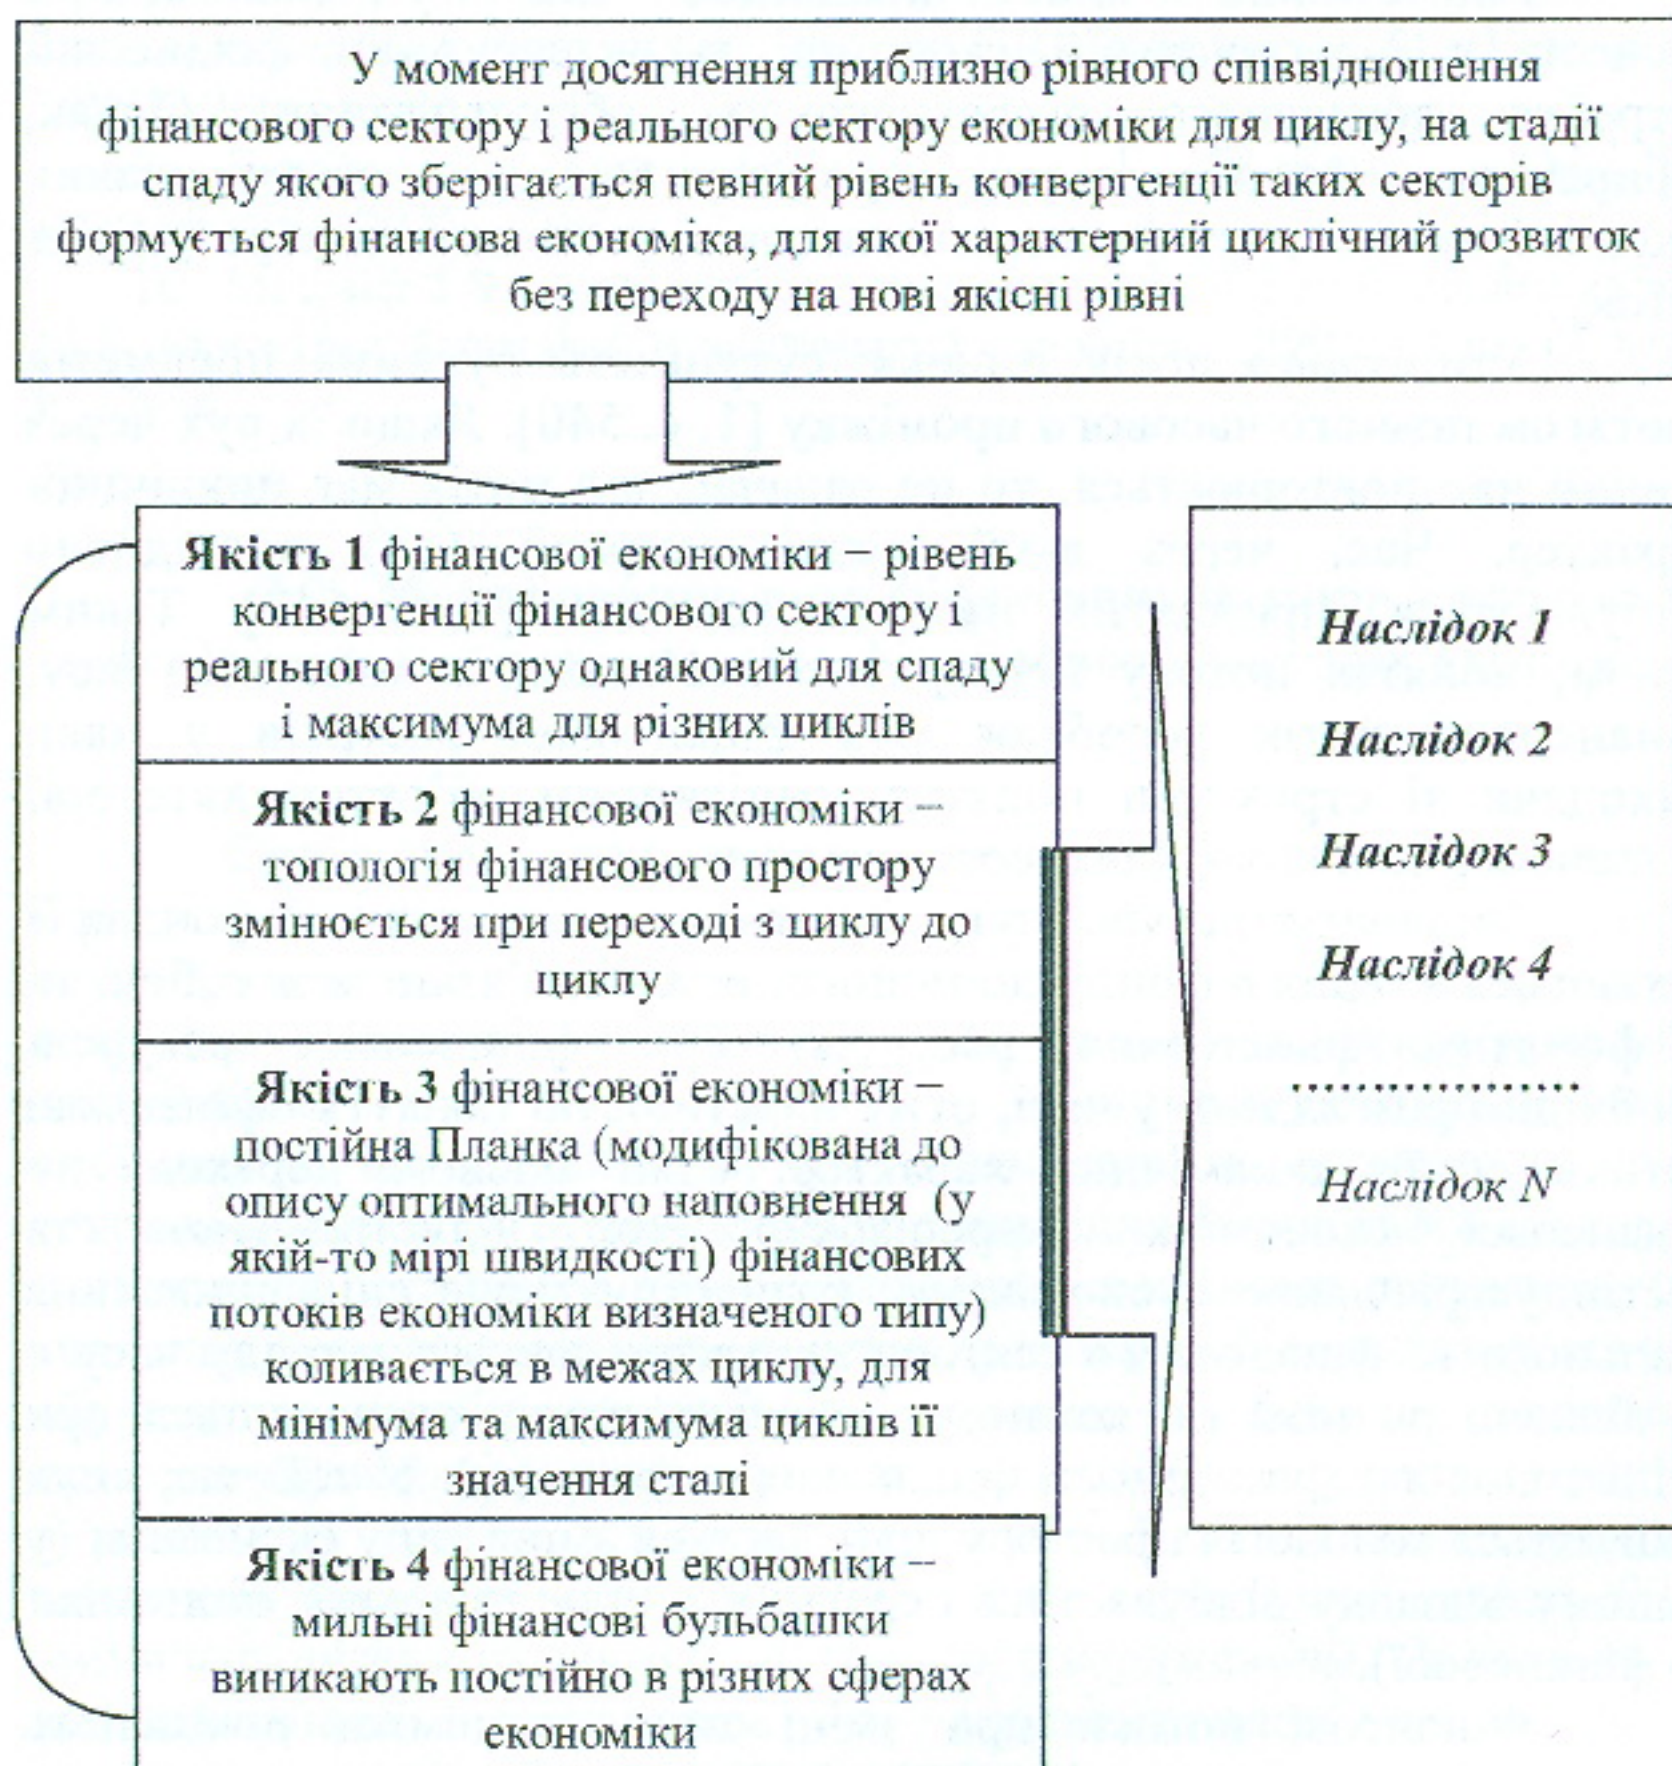 У момент досягнення приблизно рівного співвідношення
фінансового сектору і реального сектору економіки для циклу, на стадії
спаду якого зберігається певний рівень конвергенції таких секторів
формується фінансова економіка, для якої характерний циклічний розвиток
без переходу на нові якісні рівні
Якість 1 фінансової економіки – рівень
конвергенції фінансового сектору і
реального сектору однаковий для спаду
і максимума для різних циклів
Якість 2 фінансової економіки –
топологія фінансового простору
змінюється при переході з циклу до
циклу
Якість 3 фінансової економіки –
постійна Планка (модифікована до
опису оптимального наповнення (у
якій-то мірі швидкості) фінансових
потоків економіки визначеного типу)
коливається в межах циклу, для
мінімума та максимума циклів її
значення сталі
Якість 4 фінансової економіки –
мильні фінансові бульбашки
виникають постійно в різних сферах
економіки
Наслідок 1
Наслідок 2
Наслідок 3
Наслідок 4
Наслідок N